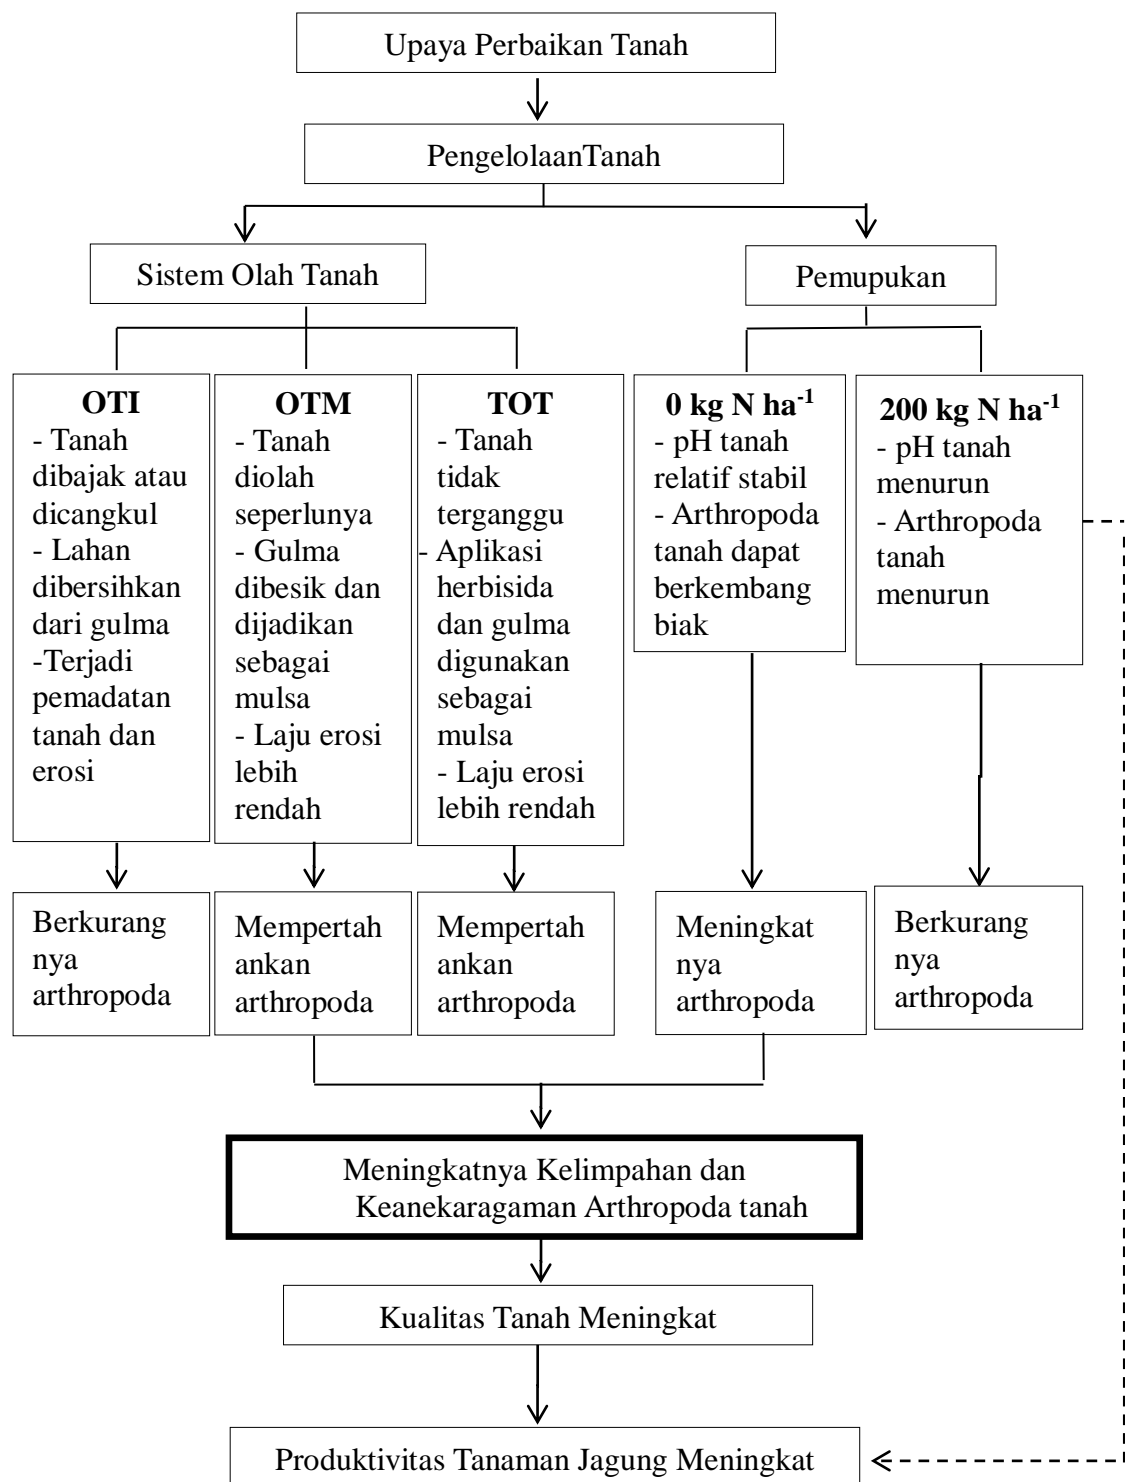 Upaya Perbaikan Tanah
PengelolaanTanah
Sistem Olah Tanah
Pemupukan
OTI
- Tanah
dibajak atau
dicangkul
- Lahan
dibersihkan
dari gulma
-Terjadi
pemadatan
tanah dan
erosi
OTM
- Tanah
diolah
seperlunya
- Gulma
dibesik dan
dijadikan
sebagai
mulsa
- Laju erosi
lebih
rendah
TOT
- Tanah
tidak
terganggu
- Aplikasi
herbisida
dan gulma
digunakan
sebagai
mulsa
- Laju erosi
lebih rendah
0 kg N ha⁻¹
- pH tanah
relatif stabil
- Arthropoda
tanah dapat
berkembang
biak
200 kg N ha⁻¹
- pH tanah
menurun
- Arthropoda
tanah
menurun
Berkurang
nya
arthropoda
Mempertah
ankan
arthropoda
Mempertah
ankan
arthropoda
Meningkat
nya
arthropoda
Berkurang
nya
arthropoda
Meningkatnya Kelimpahan dan
Keanekaragaman Arthropoda tanah
Kualitas Tanah Meningkat
Produktivitas Tanaman Jagung Meningkat